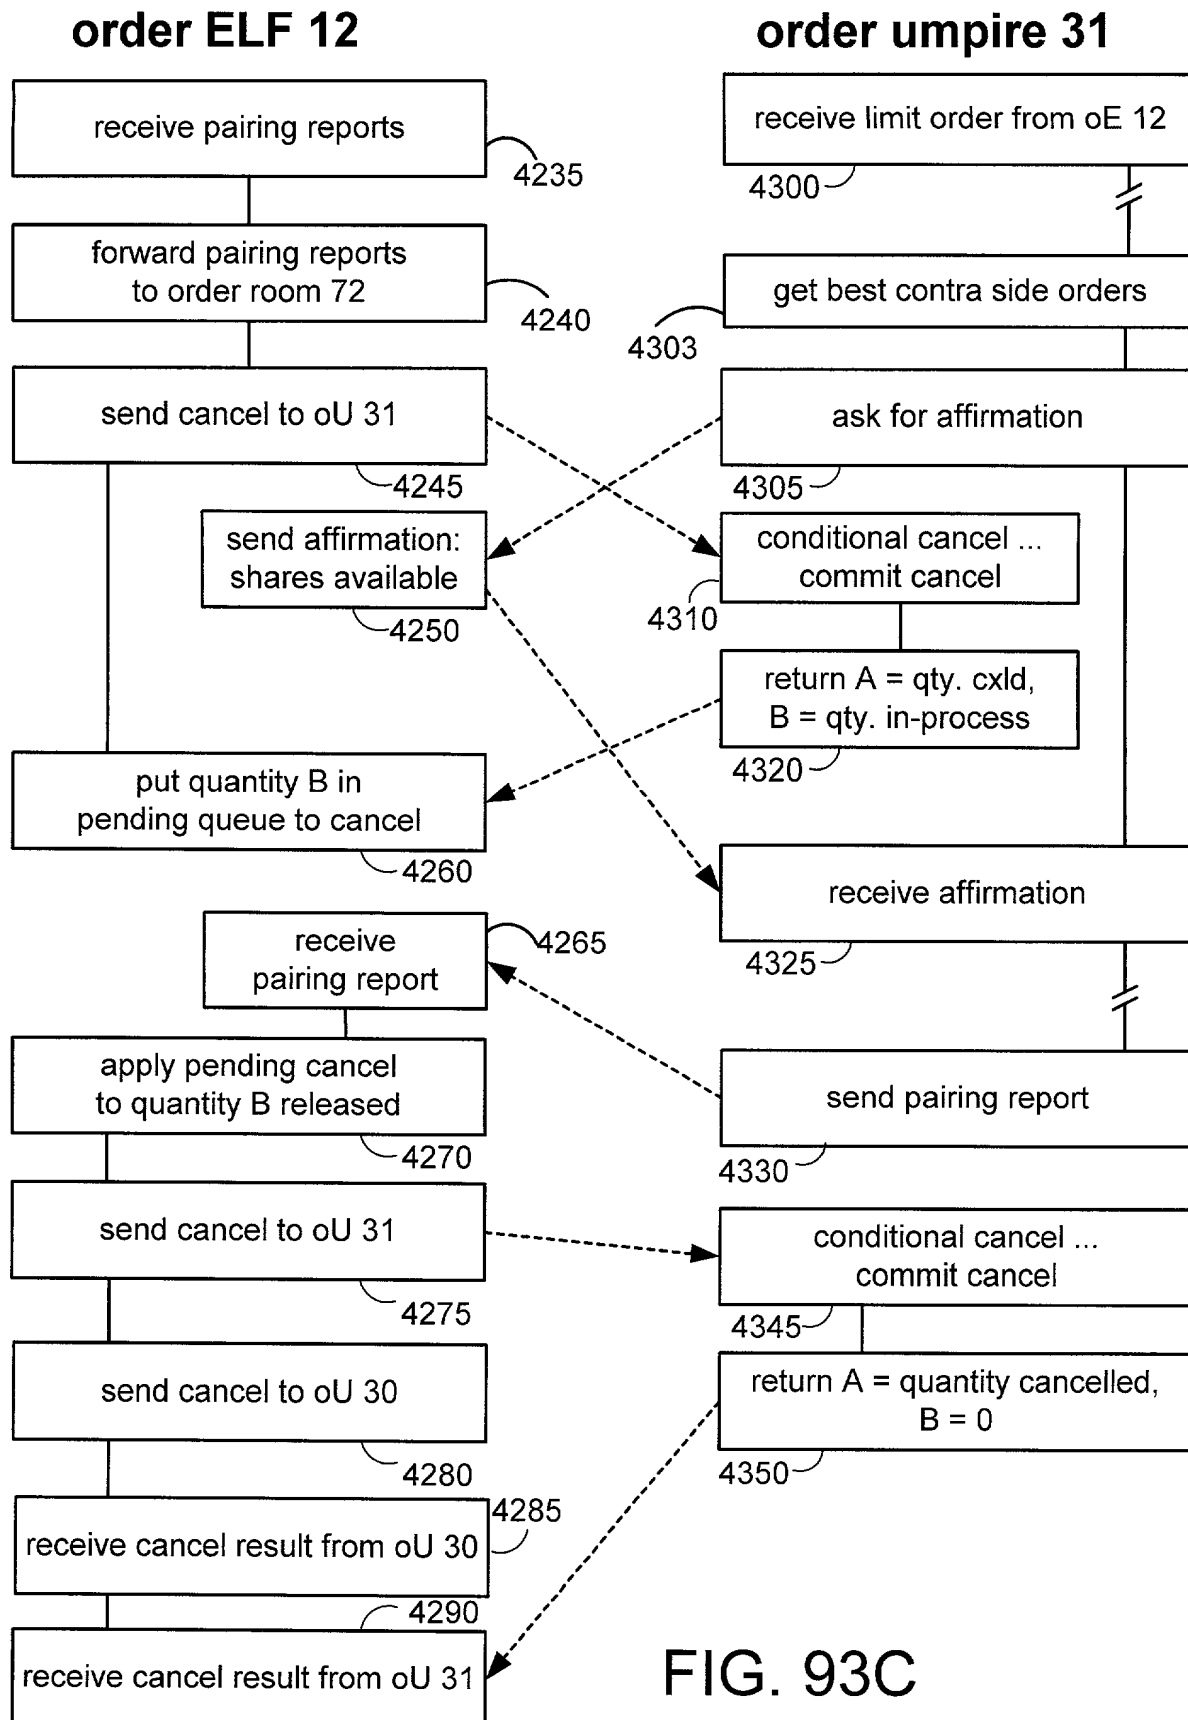 order ELF 12
order umpire 31
receive pairing reports
4235
receive limit order from oE 12
4300
forward pairing reports
to order room 72
4240
get best contra side orders
4303
send cancel to oU 31
4245
ask for affirmation
4305
send affirmation:
shares available
4250
conditional cancel ...
commit cancel
4310
return A = qty. cxld,
B = qty. in-process
4320
put quantity B in
pending queue to cancel
4260
receive affirmation
4325
receive
pairing report
4265
apply pending cancel
to quantity B released
4270
send pairing report
4330
send cancel to oU 31
4275
conditional cancel ...
commit cancel
4345
send cancel to oU 30
4280
return A = quantity cancelled,
B = 0
4350
receive cancel result from oU 30
4285
receive cancel result from oU 31
4290
FIG. 93C